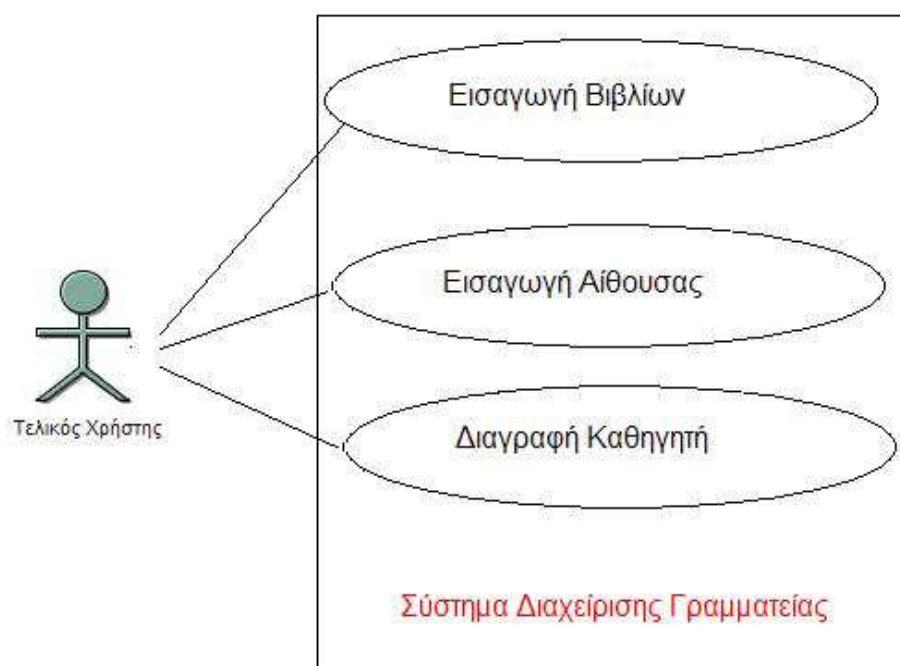 Εισαγωγή Βιβλίων
Εισαγωγή Αίθουσας
Διαγραφή Καθηγητή
Τελικός Χρήστης
Σύστημα Διαχείρισης Γραμματείας